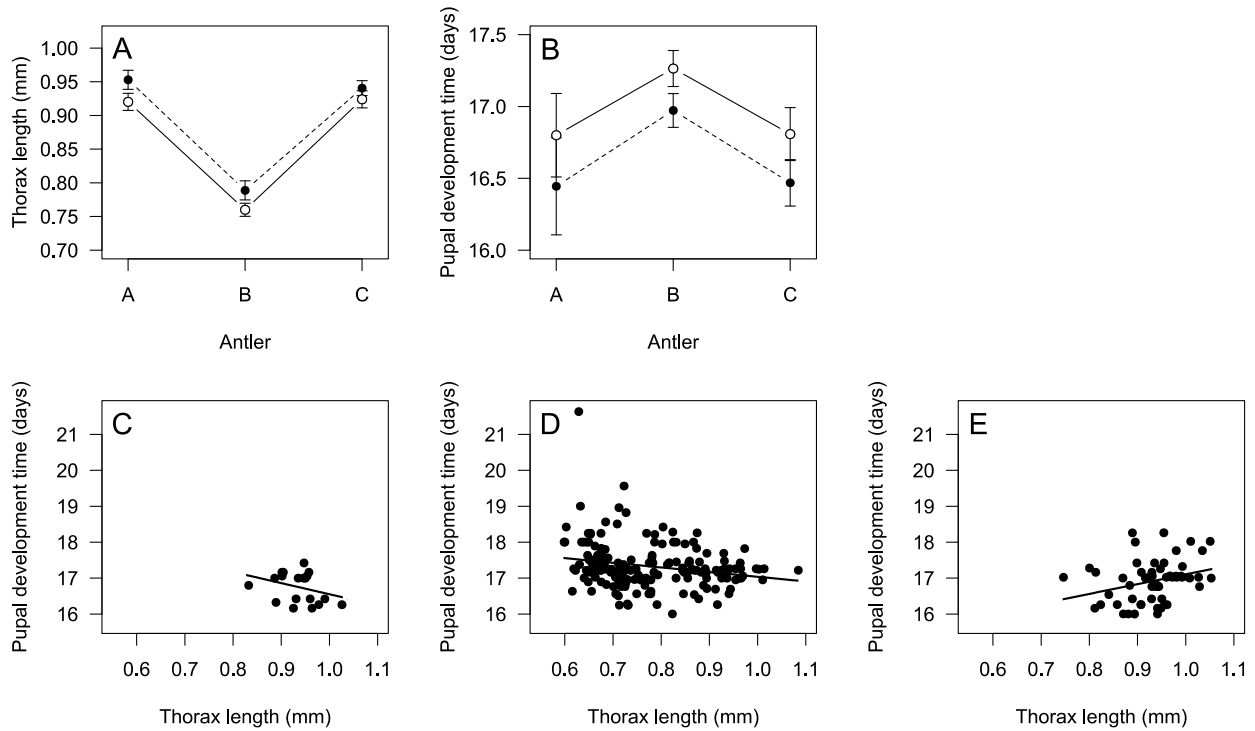 A
Thorax length (mm)
1.00
0.95
0.90
0.85
0.80
0.75
0.70
A B C
Antler
B
Pupal development time (days)
17.5
17.0
16.5
16.0
A B C
Antler
C
Pupal development time (days)
21
20
19
18
17
16
0.6 0.7 0.8 0.9 1.0 1.1
Thorax length (mm)
D
Pupal development time (days)
21
20
19
18
17
16
0.6 0.7 0.8 0.9 1.0 1.1
Thorax length (mm)
E
Pupal development time (days)
21
20
19
18
17
16
0.6 0.7 0.8 0.9 1.0 1.1
Thorax length (mm)